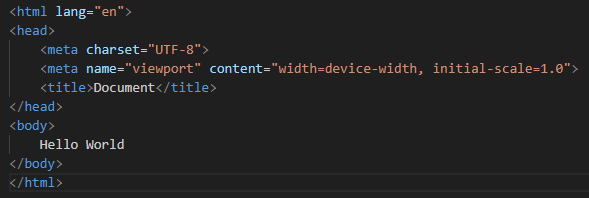 <html lang="en">
<head>
    <meta charset="UTF-8">
    <meta name="viewport" content="width=device-width, initial-scale=1.0">
    <title>Document</title>
</head>
<body>
    Hello World
</body>
</html>